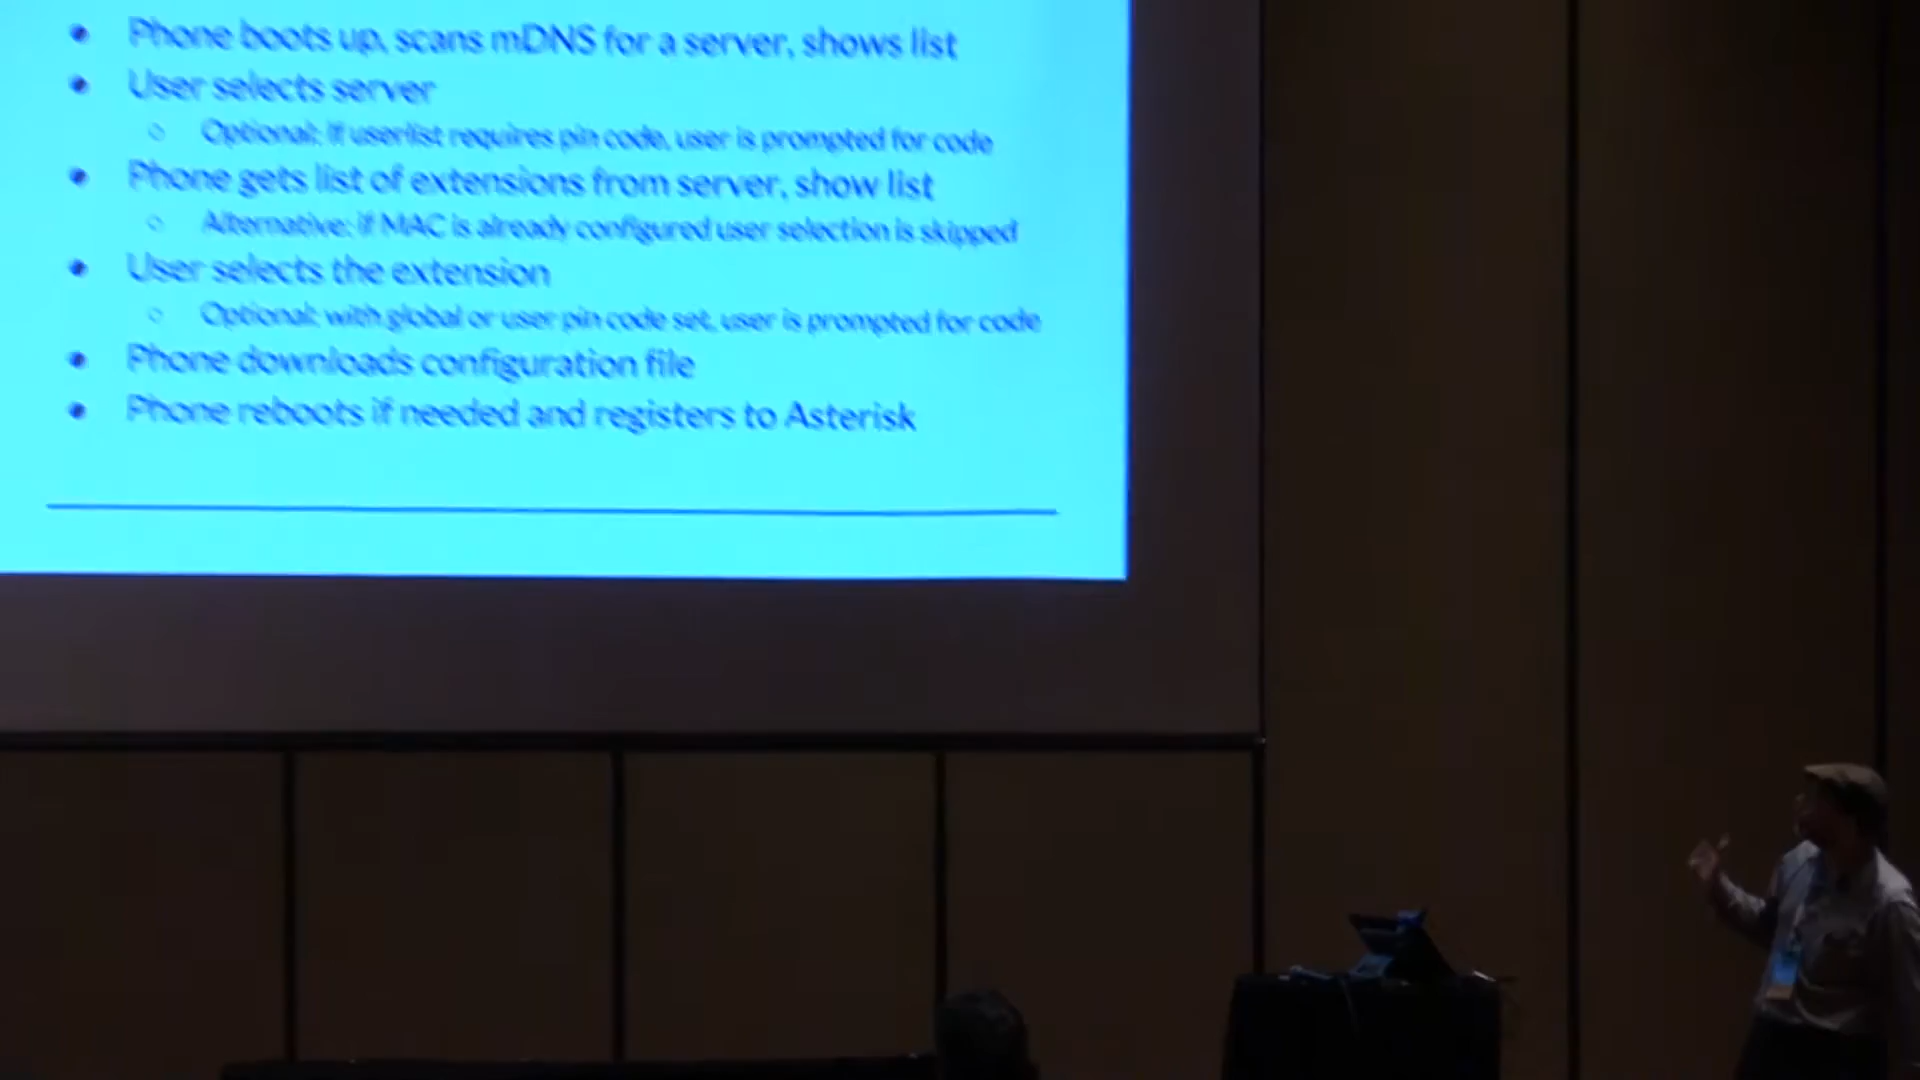 Phone boots up, scans mDNS for a server, shows list
User selects server
Optional: If userlist requires pin code, user is prompted for code
Phone gets list of extensions from server, show list
Alternative: if MAC is already configured user selection is skipped
User selects the extension
Optional: with global or user pin code set, user is prompted for code
Phone downloads configuration file
Phone reboots if needed and registers to Asterisk